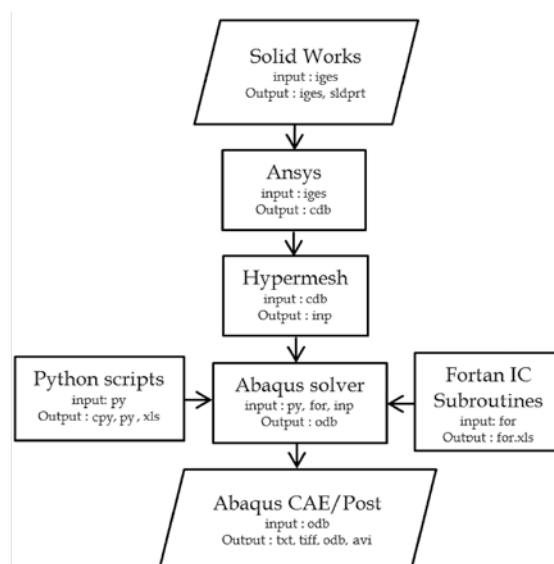 Solid Works
input : iges
Output : iges, sldprt
Ansys
input : iges
Output : cdb
Hypermesh
input : cdb
Output : inp
Python scripts
input: py
Output : cpy, py , xls
Abaqus solver
input : py, for, inp
Output : odb
Fortan IC
Subroutines
input: for
Output : for.xls
Abaqus CAE/Post
input : odb
Output : txt, tiff, odb, avi